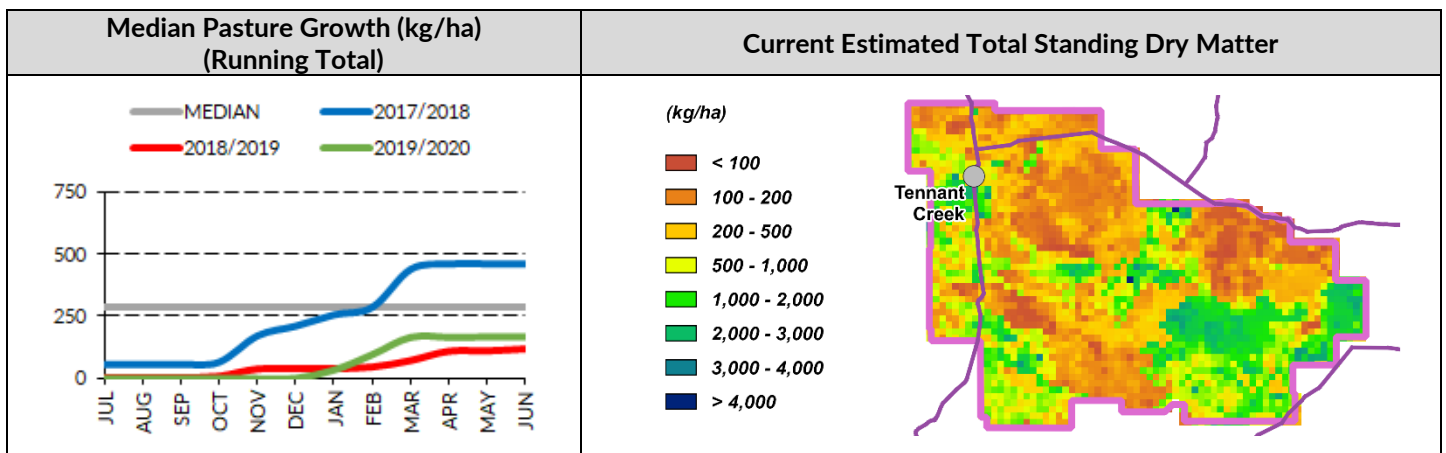 Median Pasture Growth (kg/ha)
(Running Total)
Current Estimated Total Standing Dry Matter
MEDIAN
2017/2018
2018/2019
2019/2020
750
500
250
0
JUL
AUG
SEP
OCT
NOV
DEC
JAN
FEB
MAR
APR
MAY
JUN
(kg/ha)
< 100
100 - 200
200 - 500
500 - 1,000
1,000 - 2,000
2,000 - 3,000
3,000 - 4,000
> 4,000
Tennant
Creek